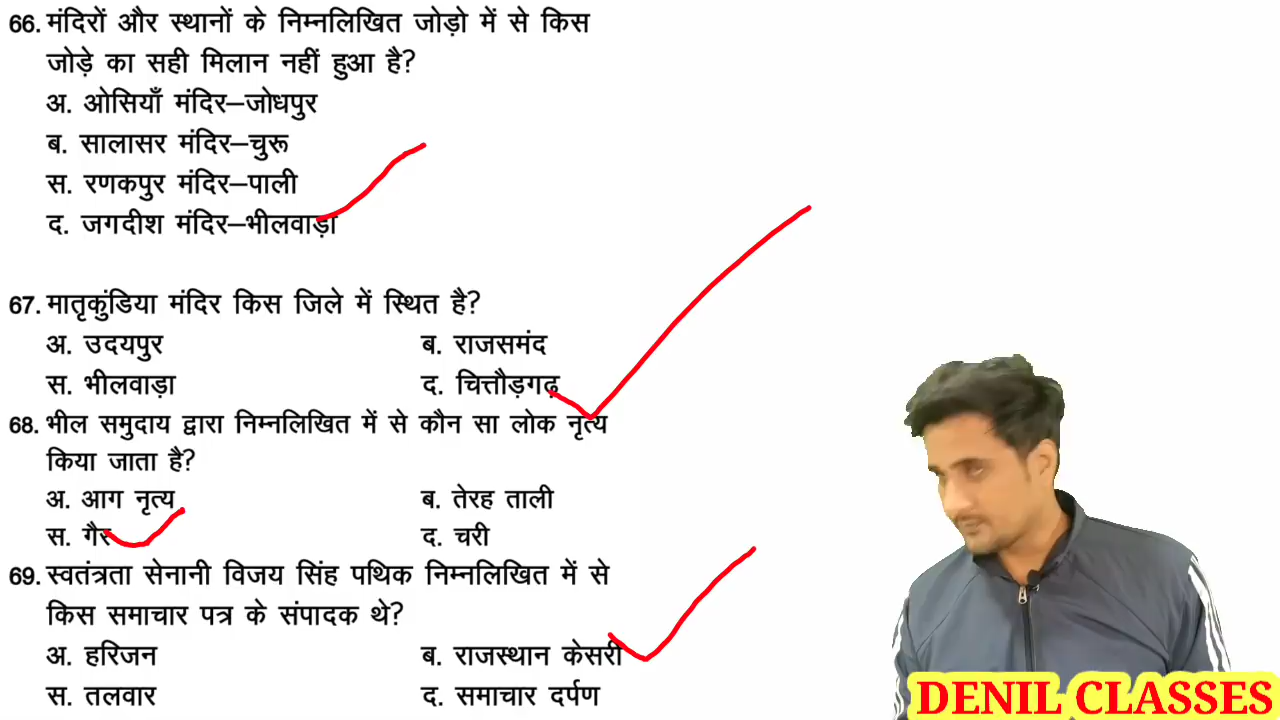 66. मंदिरों और स्थानों के निम्नलिखित जोड़ो में से किस
जोड़े का सही मिलान नहीं हुआ है?
अ. ओसियाँ मंदिर–जोधपुर
ब. सालासर मंदिर–चुरू
स. रणकपुर मंदिर–पाली
द. जगदीश मंदिर–भीलवाड़ा
67. मातृकुंडिया मंदिर किस जिले में स्थित है?
अ. उदयपुर ब. राजसमंद
स. भीलवाड़ा द. चित्तौड़गढ़
68. भील समुदाय द्वारा निम्नलिखित में से कौन सा लोक नृत्य
किया जाता है?
अ. आग नृत्य ब. तेरह ताली
स. गैर द. चरी
69. स्वतंत्रता सेनानी विजय सिंह पथिक निम्नलिखित में से
किस समाचार पत्र के संपादक थे?
अ. हरिजन ब. राजस्थान केसरी
स. तलवार द. समाचार दर्पण
DENIL CLASSES